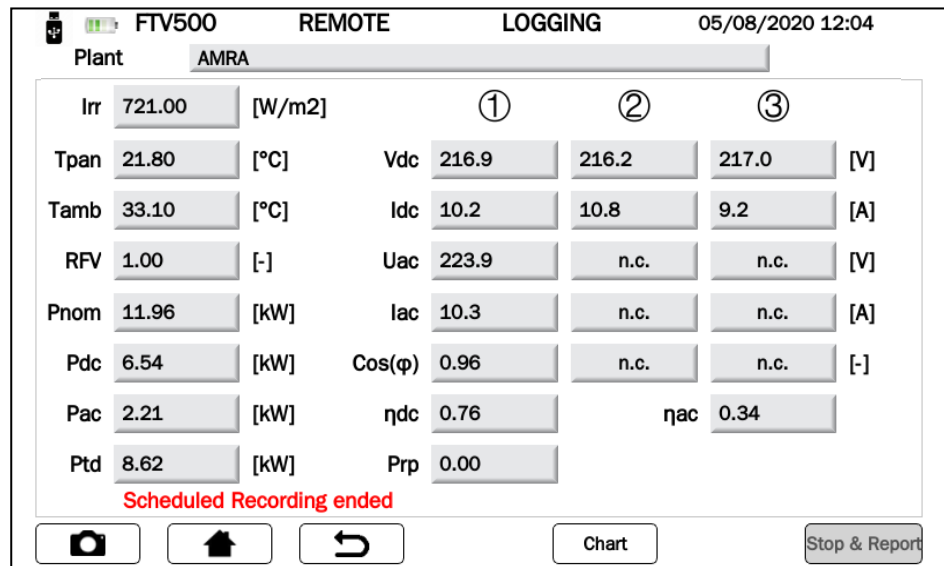 FTV500 REMOTE LOGGING 05/08/2020 12:04
Plant AMRA
Irr 721.00 [W/m2] ① ② ③
Tpan 21.80 [°C] Vdc 216.9 216.2 217.0 [V]
Tamb 33.10 [°C] Idc 10.2 10.8 9.2 [A]
RFV 1.00 [-] Uac 223.9 n.c. n.c. [V]
Pnom 11.96 [kW] Iac 10.3 n.c. n.c. [A]
Pdc 6.54 [kW] Cos(φ) 0.96 n.c. n.c. [-]
Pac 2.21 [kW] ηdc 0.76 ηac 0.34
Ptd 8.62 [kW] Prp 0.00
Scheduled Recording ended
Chart Stop & Report